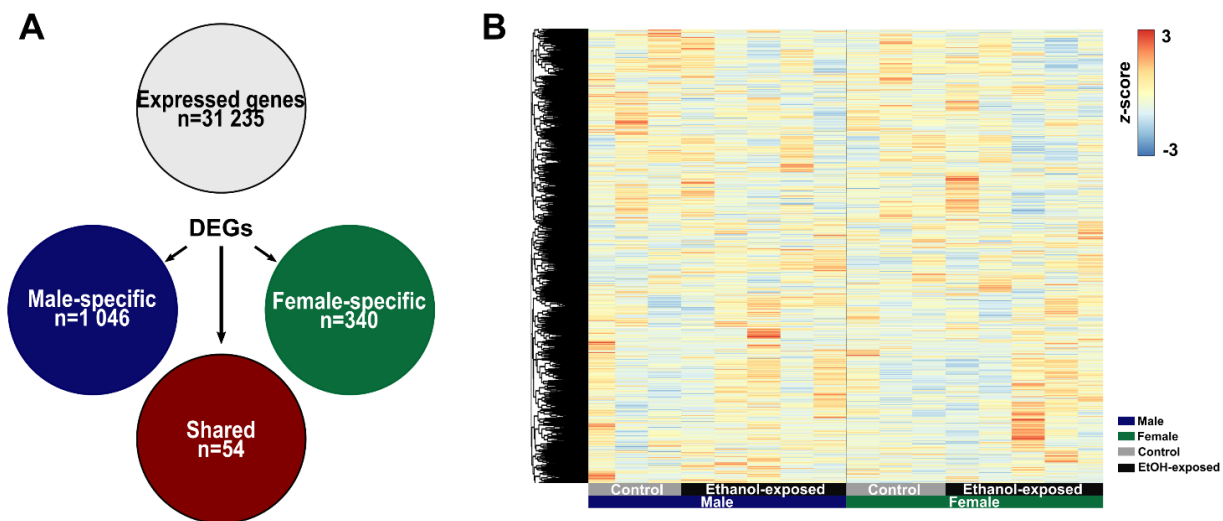 A
Expressed genes
n=31 235
DEGs
Male-specific
n=1 046
Female-specific
n=340
Shared
n=54
B
3
z-score
-3
Male
Female
Control
EtOH-exposed
Control
Ethanol-exposed
Control
Ethanol-exposed
Male
Female